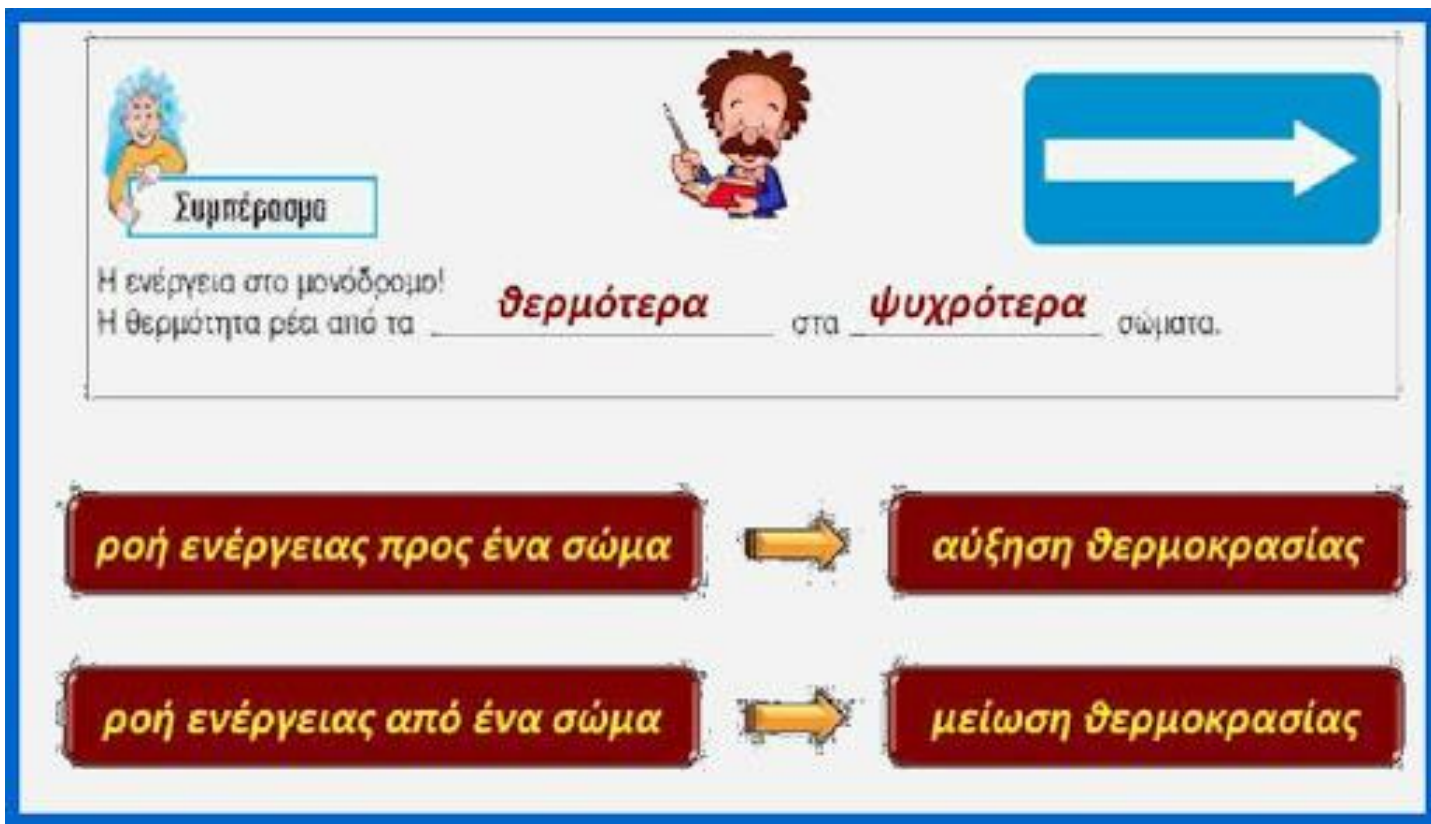 Συμπέρασμα
Η ενέργεια στο μονόδρομο!
Η θερμότητα ρέει από τα θερμότερα στα ψυχρότερα σώματα.
ροή ενέργειας προς ένα σώμα
αύξηση θερμοκρασίας
ροή ενέργειας από ένα σώμα
μείωση θερμοκρασίας